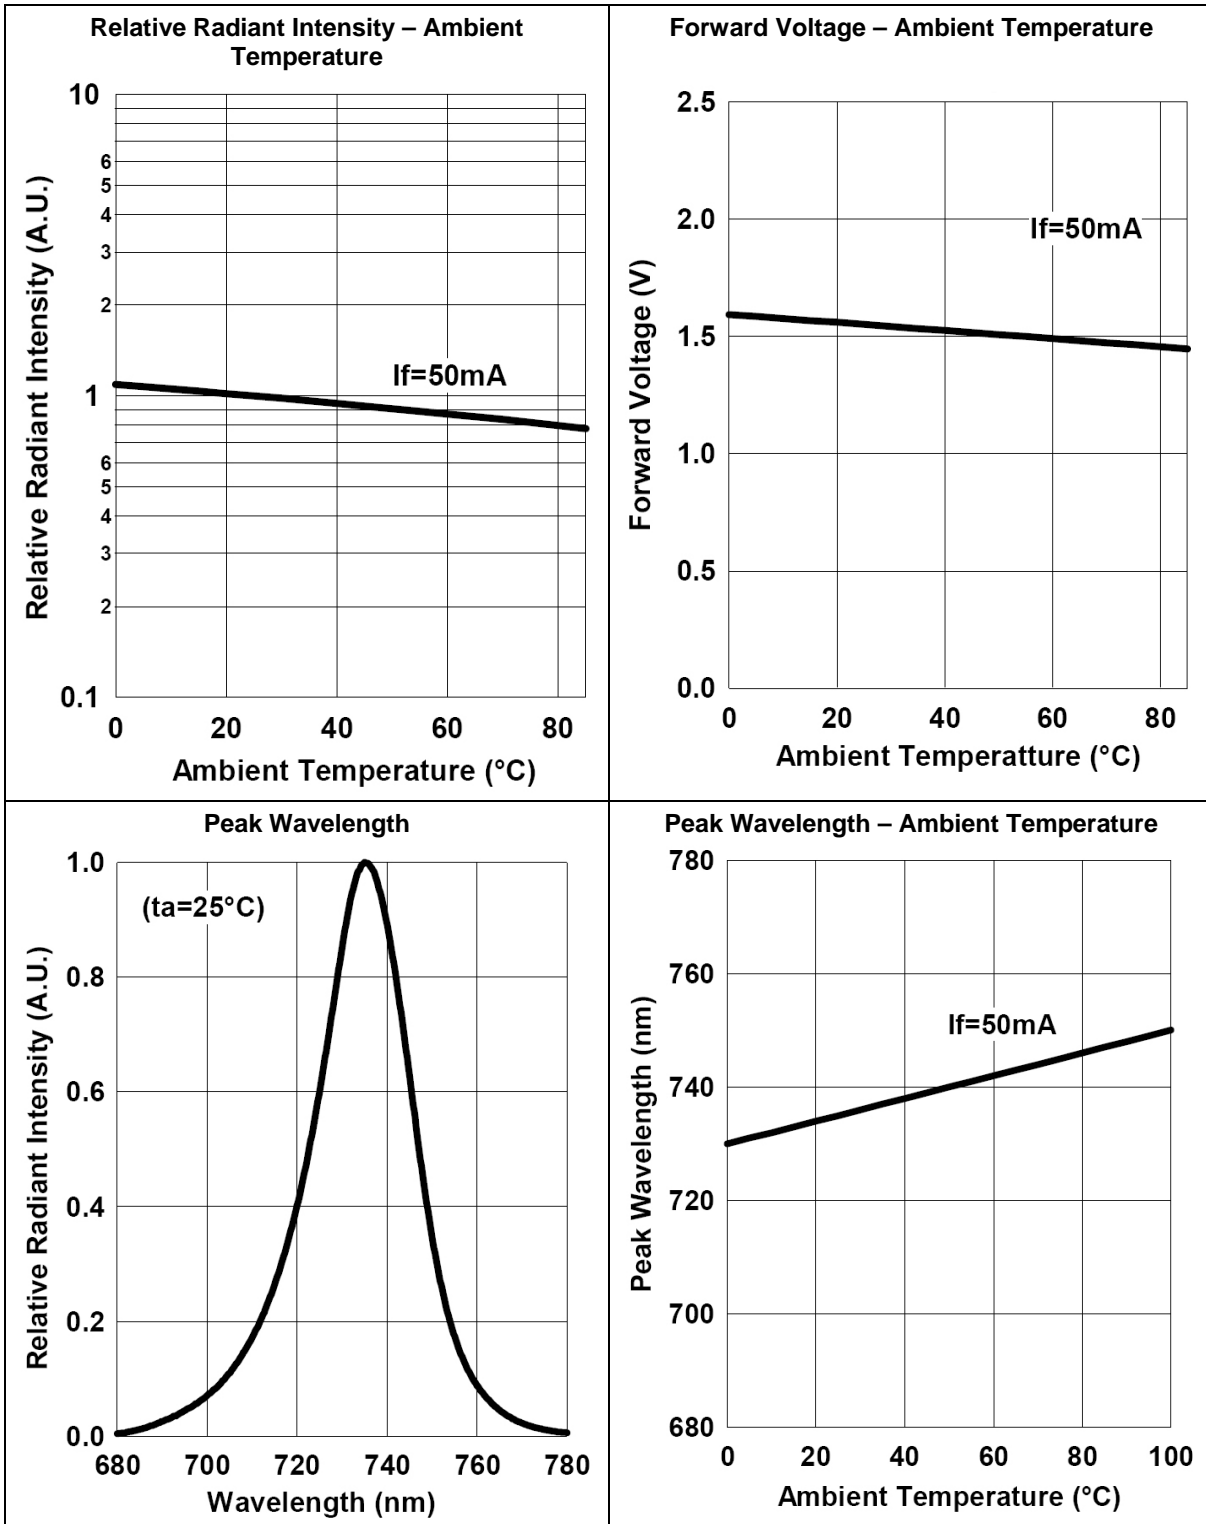 Relative Radiant Intensity – Ambient
Temperature
10
6
5
4
3
2
1
6
5
4
3
2
0.1
If=50mA
Relative Radiant Intensity (A.U.)
0 20 40 60 80
Ambient Temperature (°C)
Forward Voltage – Ambient Temperature
2.5
2.0
1.5
1.0
0.5
0.0
If=50mA
Forward Voltage (V)
0 20 40 60 80
Ambient Temperatture (°C)
Peak Wavelength
1.0
0.8
0.6
0.4
0.2
0.0
(ta=25°C)
Relative Radiant Intensity (A.U.)
680 700 720 740 760 780
Wavelength (nm)
Peak Wavelength – Ambient Temperature
780
760
740
720
700
680
If=50mA
Peak Wavelength (nm)
0 20 40 60 80 100
Ambient Temperature (°C)